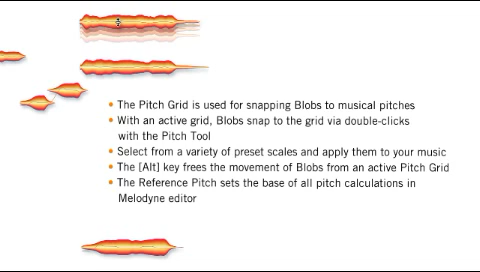 • The Pitch Grid is used for snapping Blobs to musical pitches
• With an active grid, Blobs snap to the grid via double-clicks
with the Pitch Tool
• Select from a variety of preset scales and apply them to your music
• The [Alt] key frees the movement of Blobs from an active Pitch Grid
• The Reference Pitch sets the base of all pitch calculations in
Melodyne editor